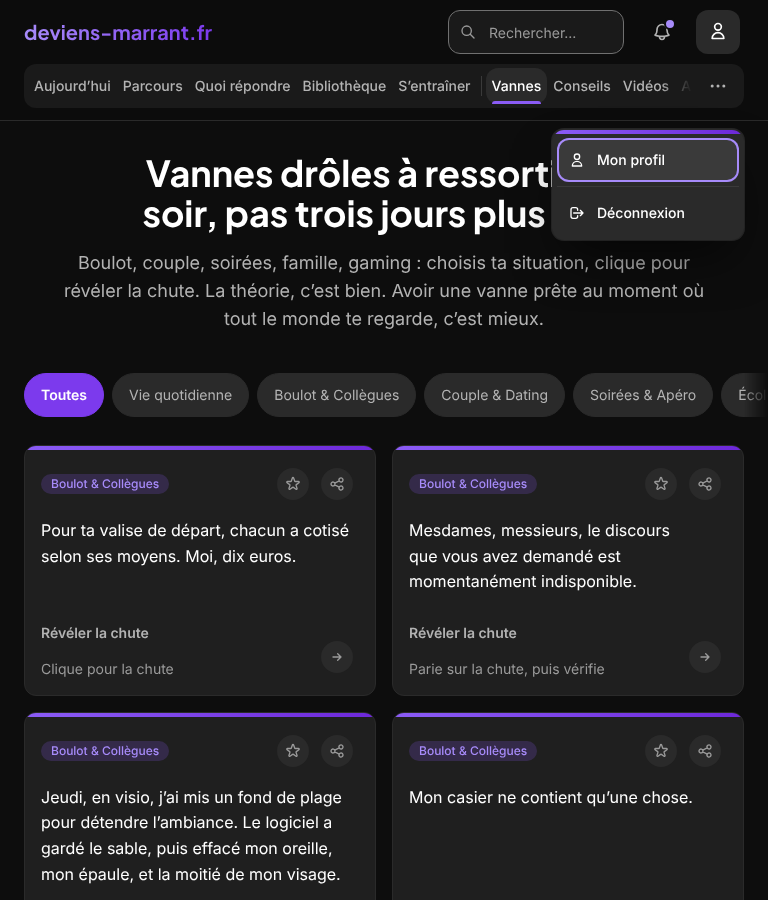 deviens-marrant.fr
Rechercher...
Aujourd’hui Parcours Quoi répondre Bibliothèque S’entraîner Vannes Conseils Vidéos
Mon profil
Déconnexion
Vannes drôles à ressorti
soir, pas trois jours plus
Boulot, couple, soirées, famille, gaming : choisis ta situation, clique pour
révéler la chute. La théorie, c’est bien. Avoir une vanne prête au moment où
tout le monde te regarde, c’est mieux.
Toutes Vie quotidienne Boulot & Collègues Couple & Dating Soirées & Apéro
Boulot & Collègues
Pour ta valise de départ, chacun a cotisé
selon ses moyens. Moi, dix euros.
Révéler la chute
Clique pour la chute
Boulot & Collègues
Mesdames, messieurs, le discours
que vous avez demandé est
momentanément indisponible.
Révéler la chute
Parie sur la chute, puis vérifie
Boulot & Collègues
Jeudi, en visio, j’ai mis un fond de plage
pour détendre l’ambiance. Le logiciel a
gardé le sable, puis effacé mon oreille,
mon épaule, et la moitié de mon visage.
Boulot & Collègues
Mon casier ne contient qu’une chose.